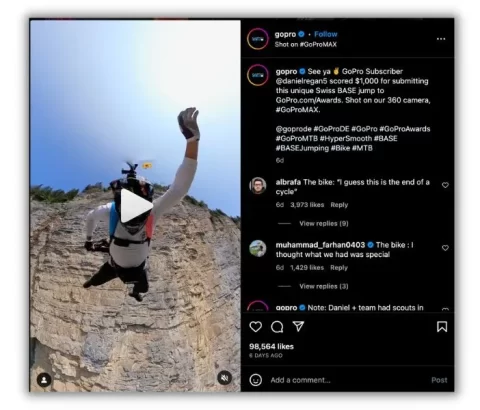 gopro • Follow
Shot on #GoProMAX
gopro See ya ✌️ GoPro Subscriber
@danielregan5 scored $1,000 for submitting
this unique Swiss BASE jump to
GoPro.com/Awards. Shot on our 360 camera,
#GoProMAX.
@goprode #GoProDE #GoPro #GoProAwards
#GoProMTB #HyperSmooth #BASE
#BASEJumping #Bike #MTB
6d
albrafa The bike: "I guess this is the end of a
cycle"
6d 3,973 likes Reply
View replies (9)
muhammad_farhan0403 The bike : I
thought what we had was special
6d 1,429 likes Reply
View replies (3)
gopro Note: Daniel + team had scouts in
98,564 likes
6 DAYS AGO
Add a comment...
Post